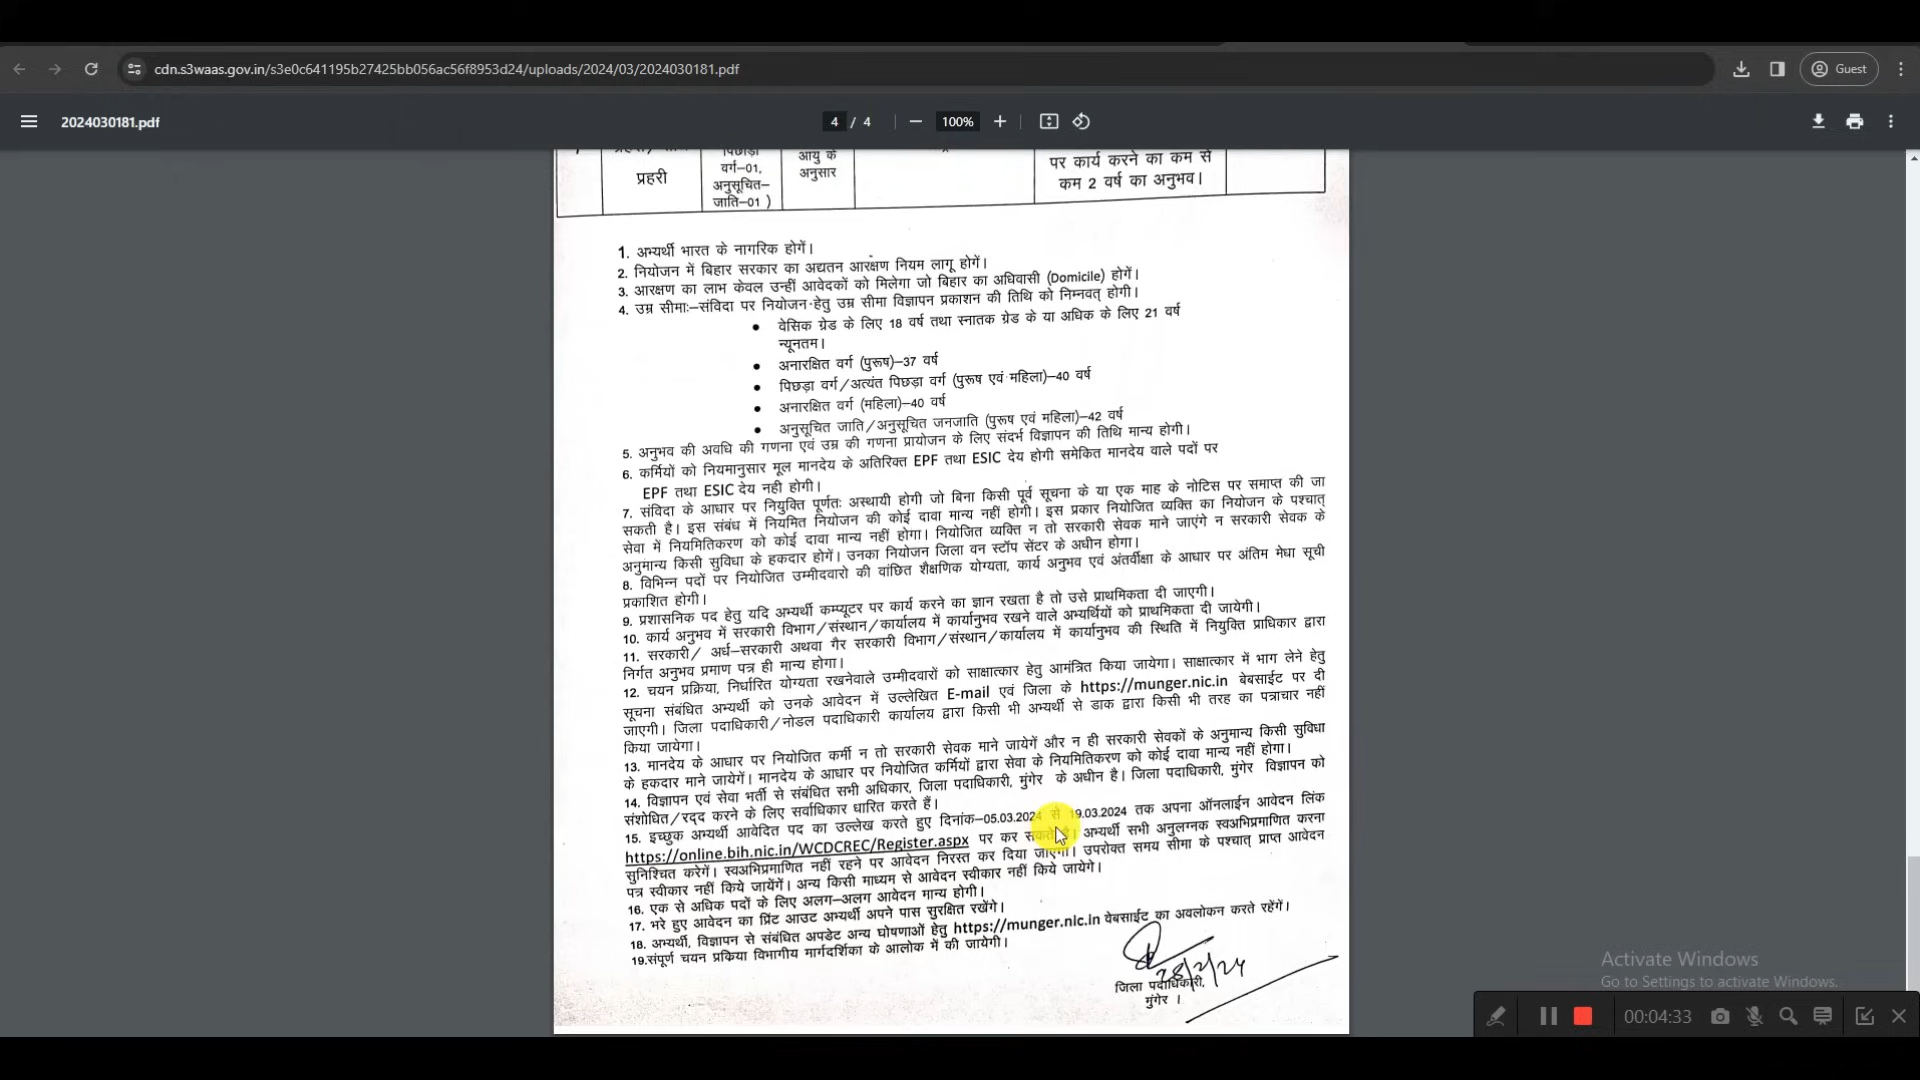 cdn.s3waas.gov.in/s3e0c641195b27425bb056ac56f8953d24/uploads/2024/03/2024030181.pdf
Guest
2024030181.pdf
4 / 4
100%
प्रहरी
वर्ग–01,
अनुसूचित–
जाति–01 )
आयु के
अनुसार
पर कार्य करने का कम से
कम 2 वर्ष का अनुभव।
1. अभ्यर्थी भारत के नागरिक होगें।
2. नियोजन में बिहार सरकार का अद्यतन आरक्षण नियम लागू होगें।
3. आरक्षण का लाभ केवल उन्हीं आवेदकों को मिलेगा जो बिहार का अधिवासी (Domicile) होगें।
4. उम्र सीमाः–संविदा पर नियोजन हेतु उम्र सीमा विज्ञापन प्रकाशन की तिथि को निम्नवत् होगी।
• वेसिक ग्रेड के लिए 18 वर्ष तथा स्नातक ग्रेड के या अधिक के लिए 21 वर्ष
न्यूनतम।
• अनारक्षित वर्ग (पुरूष)–37 वर्ष
• पिछड़ा वर्ग/अत्यंत पिछड़ा वर्ग (पुरूष एवं महिला)–40 वर्ष
• अनारक्षित वर्ग (महिला)–40 वर्ष
• अनुसूचित जाति/अनुसूचित जनजाति (पुरूष एवं महिला)–42 वर्ष
5. अनुभव की अवधि की गणना एवं उम्र की गणना प्रायोजन के लिए संदर्भ विज्ञापन की तिथि मान्य होगी।
6. कर्मियों को नियमानुसार मूल मानदेय के अतिरिक्त EPF तथा ESIC देय होगी समेकित मानदेय वाले पदों पर
EPF तथा ESIC देय नही होगी।
7. संविदा के आधार पर नियुक्ति पूर्णतः अस्थायी होगी जो बिना किसी पूर्व सूचना के या एक माह के नोटिस पर समाप्त की जा
सकती है। इस संबंध में नियमित नियोजन की कोई दावा मान्य नहीं होगी। इस प्रकार नियोजित व्यक्ति का नियोजन के पश्चात्
सेवा में नियमितिकरण को कोई दावा मान्य नहीं होगा। नियोजित व्यक्ति न तो सरकारी सेवक माने जाएंगे न सरकारी सेवक के
अनुमान्य किसी सुविधा के हकदार होगें। उनका नियोजन जिला वन स्टॉप सेंटर के अधीन होगा।
8. विभिन्न पदों पर नियोजित उम्मीदवारो की वांछित शैक्षणिक योग्यता, कार्य अनुभव एवं अंतर्वीक्षा के आधार पर अंतिम मेधा सूची
प्रकाशित होगी।
9. प्रशासनिक पद हेतु यदि अभ्यर्थी कम्प्यूटर पर कार्य करने का ज्ञान रखता है तो उसे प्राथमिकता दी जाएगी।
10. कार्य अनुभव में सरकारी विभाग/संस्थान/कार्यालय में कार्यानुभव रखने वाले अभ्यर्थियों को प्राथमिकता दी जायेगी।
11. सरकारी/ अर्ध–सरकारी अथवा गैर सरकारी विभाग/संस्थान/कार्यालय में कार्यानुभव की स्थिति में नियुक्ति प्राधिकार द्वारा
निर्गत अनुभव प्रमाण पत्र ही मान्य होगा।
12. चयन प्रक्रिया, निर्धारित योग्यता रखनेवाले उम्मीदवारों को साक्षात्कार हेतु आमंत्रित किया जायेगा। साक्षात्कार में भाग लेने हेतु
सूचना संबंधित अभ्यर्थी को उनके आवेदन में उल्लेखित E-mail एवं जिला के https://munger.nic.in बेबसाईट पर दी
जाएगी। जिला पदाधिकारी/नोडल पदाधिकारी कार्यालय द्वारा किसी भी अभ्यर्थी से डाक द्वारा किसी भी तरह का पत्राचार नहीं
किया जायेगा।
13. मानदेय के आधार पर नियोजित कर्मी न तो सरकारी सेवक माने जायेगें और न ही सरकारी सेवकों के अनुमान्य किसी सुविधा
के हकदार माने जायेगें। मानदेय के आधार पर नियोजित कर्मियों द्वारा सेवा के नियमितिकरण को कोई दावा मान्य नहीं होगा।
14. विज्ञापन एवं सेवा भर्ती से संबंधित सभी अधिकार, जिला पदाधिकारी, मुंगेर के अधीन है। जिला पदाधिकारी, मुंगेर विज्ञापन को
संशोधित/रद्द करने के लिए सर्वाधिकार धारित करते हैं।
15. इच्छुक अभ्यर्थी आवेदित पद का उल्लेख करते हुए दिनांक–05.03.2024 से 19.03.2024 तक अपना ऑनलाईन आवेदन लिंक
https://online.bih.nic.in/WCDCREC/Register.aspx पर कर सकते है। अभ्यर्थी सभी अनुलग्नक स्वअभिप्रमाणित करना
सुनिश्चित करेगें। स्वअभिप्रमाणित नहीं रहने पर आवेदन निरस्त कर दिया जाएगा। उपरोक्त समय सीमा के पश्चात् प्राप्त आवेदन
पत्र स्वीकार नहीं किये जायेंगें। अन्य किसी माध्यम से आवेदन स्वीकार नहीं किये जायेगे।
16. एक से अधिक पदों के लिए अलग–अलग आवेदन मान्य होगी।
17. भरे हुए आवेदन का प्रिंट आउट अभ्यर्थी अपने पास सुरक्षित रखेंगे।
18. अभ्यर्थी, विज्ञापन से संबंधित अपडेट अन्य घोषणाओं हेतु https://munger.nic.in वेबसाईट का अवलोकन करते रहेंगें।
19.संपूर्ण चयन प्रकिया विभागीय मार्गदर्शिका के आलोक में की जायेगी।
28/2/24
जिला पदाधिकारी,
मुंगेर ।
Activate Windows
Go to Settings to activate Windows.
00:04:33